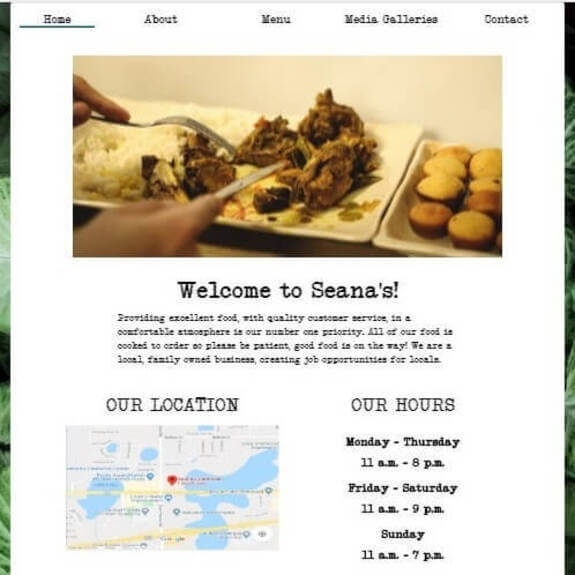 Home About Menu Media Galleries Contact
Welcome to Seana's!
Providing excellent food, with quality customer service, in a
comfortable atmosphere is our number one priority. All of our food is
cooked to order so please be patient, good food is on the way! We are a
local, family owned business, creating job opportunities for locals.
OUR LOCATION
Google
OUR HOURS
Monday - Thursday
11 a.m. - 8 p.m.
Friday - Saturday
11 a.m. - 9 p.m.
Sunday
11 a.m. - 7 p.m.